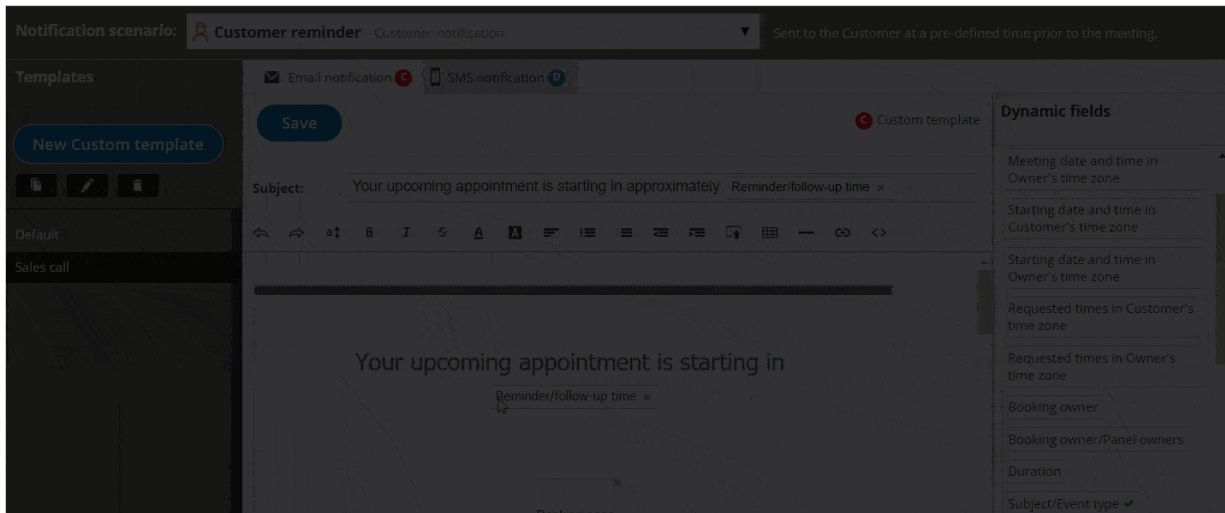 Notification scenario: Customer reminder - Customer notification Sent to the Customer at a pre-defined time prior to the meeting.
Templates
New Custom template
Default
Sales call
Email notification C SMS notification D
Save
C Custom template
Subject: Your upcoming appointment is starting in approximately Reminder/follow-up time ×
B I S A A
Your upcoming appointment is starting in
Reminder/follow-up time ×
Dynamic fields
Meeting date and time in
Owner's time zone
Starting date and time in
Customer's time zone
Starting date and time in
Owner's time zone
Requested times in Customer's
time zone
Requested times in Owner's
time zone
Booking owner
Booking owner/Panel owners
Duration
Subject/Event type ✔